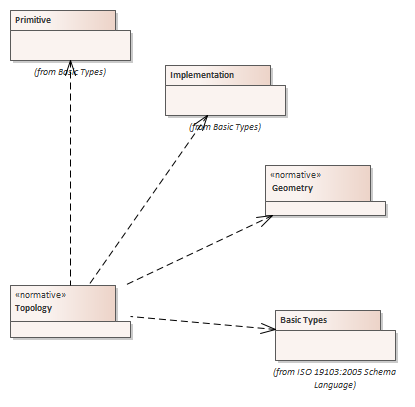 Primitive
(from Basic Types)
Implementation
(from Basic Types)
«normative»
Geometry
«normative»
Topology
Basic Types
(from ISO 19103:2005 Schema
Language)